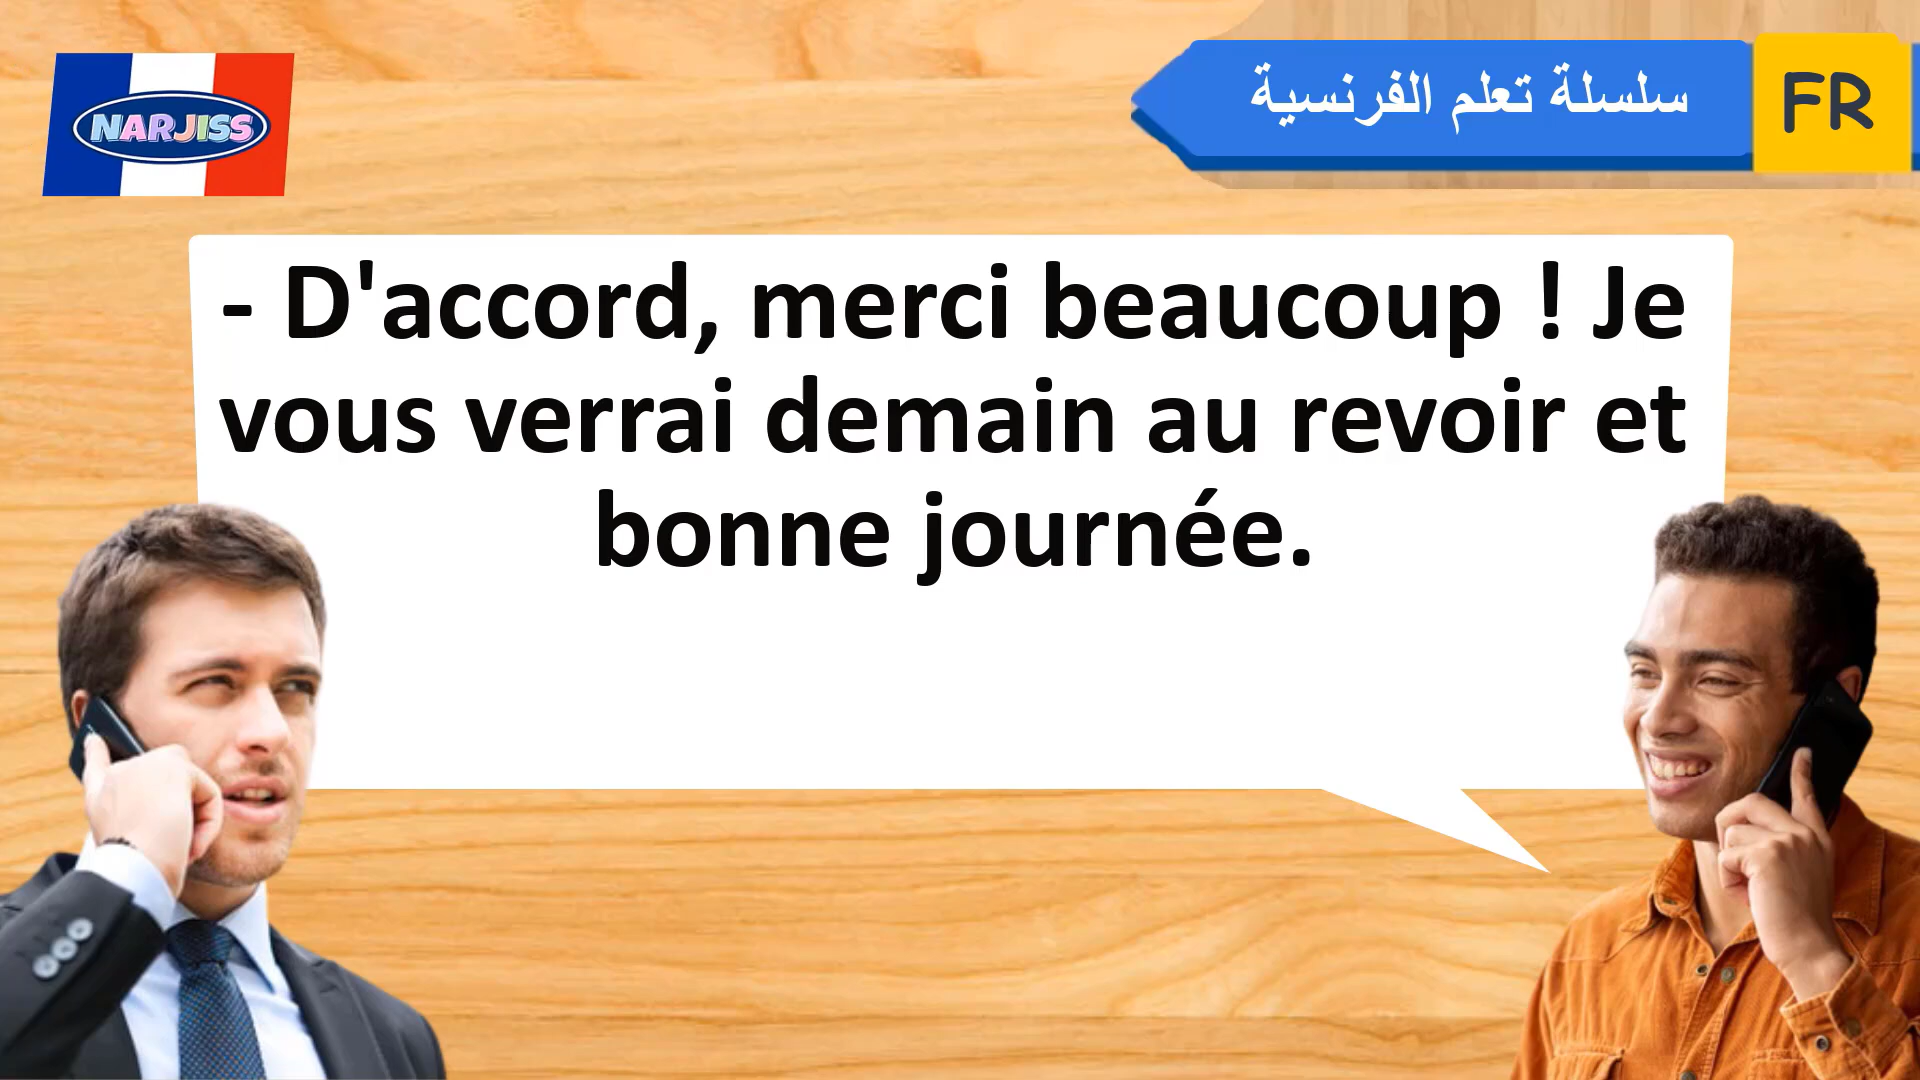 NARJISS
سلسلة تعلم الفرنسية
FR
- D'accord, merci beaucoup ! Je
vous verrai demain au revoir et
bonne journée.